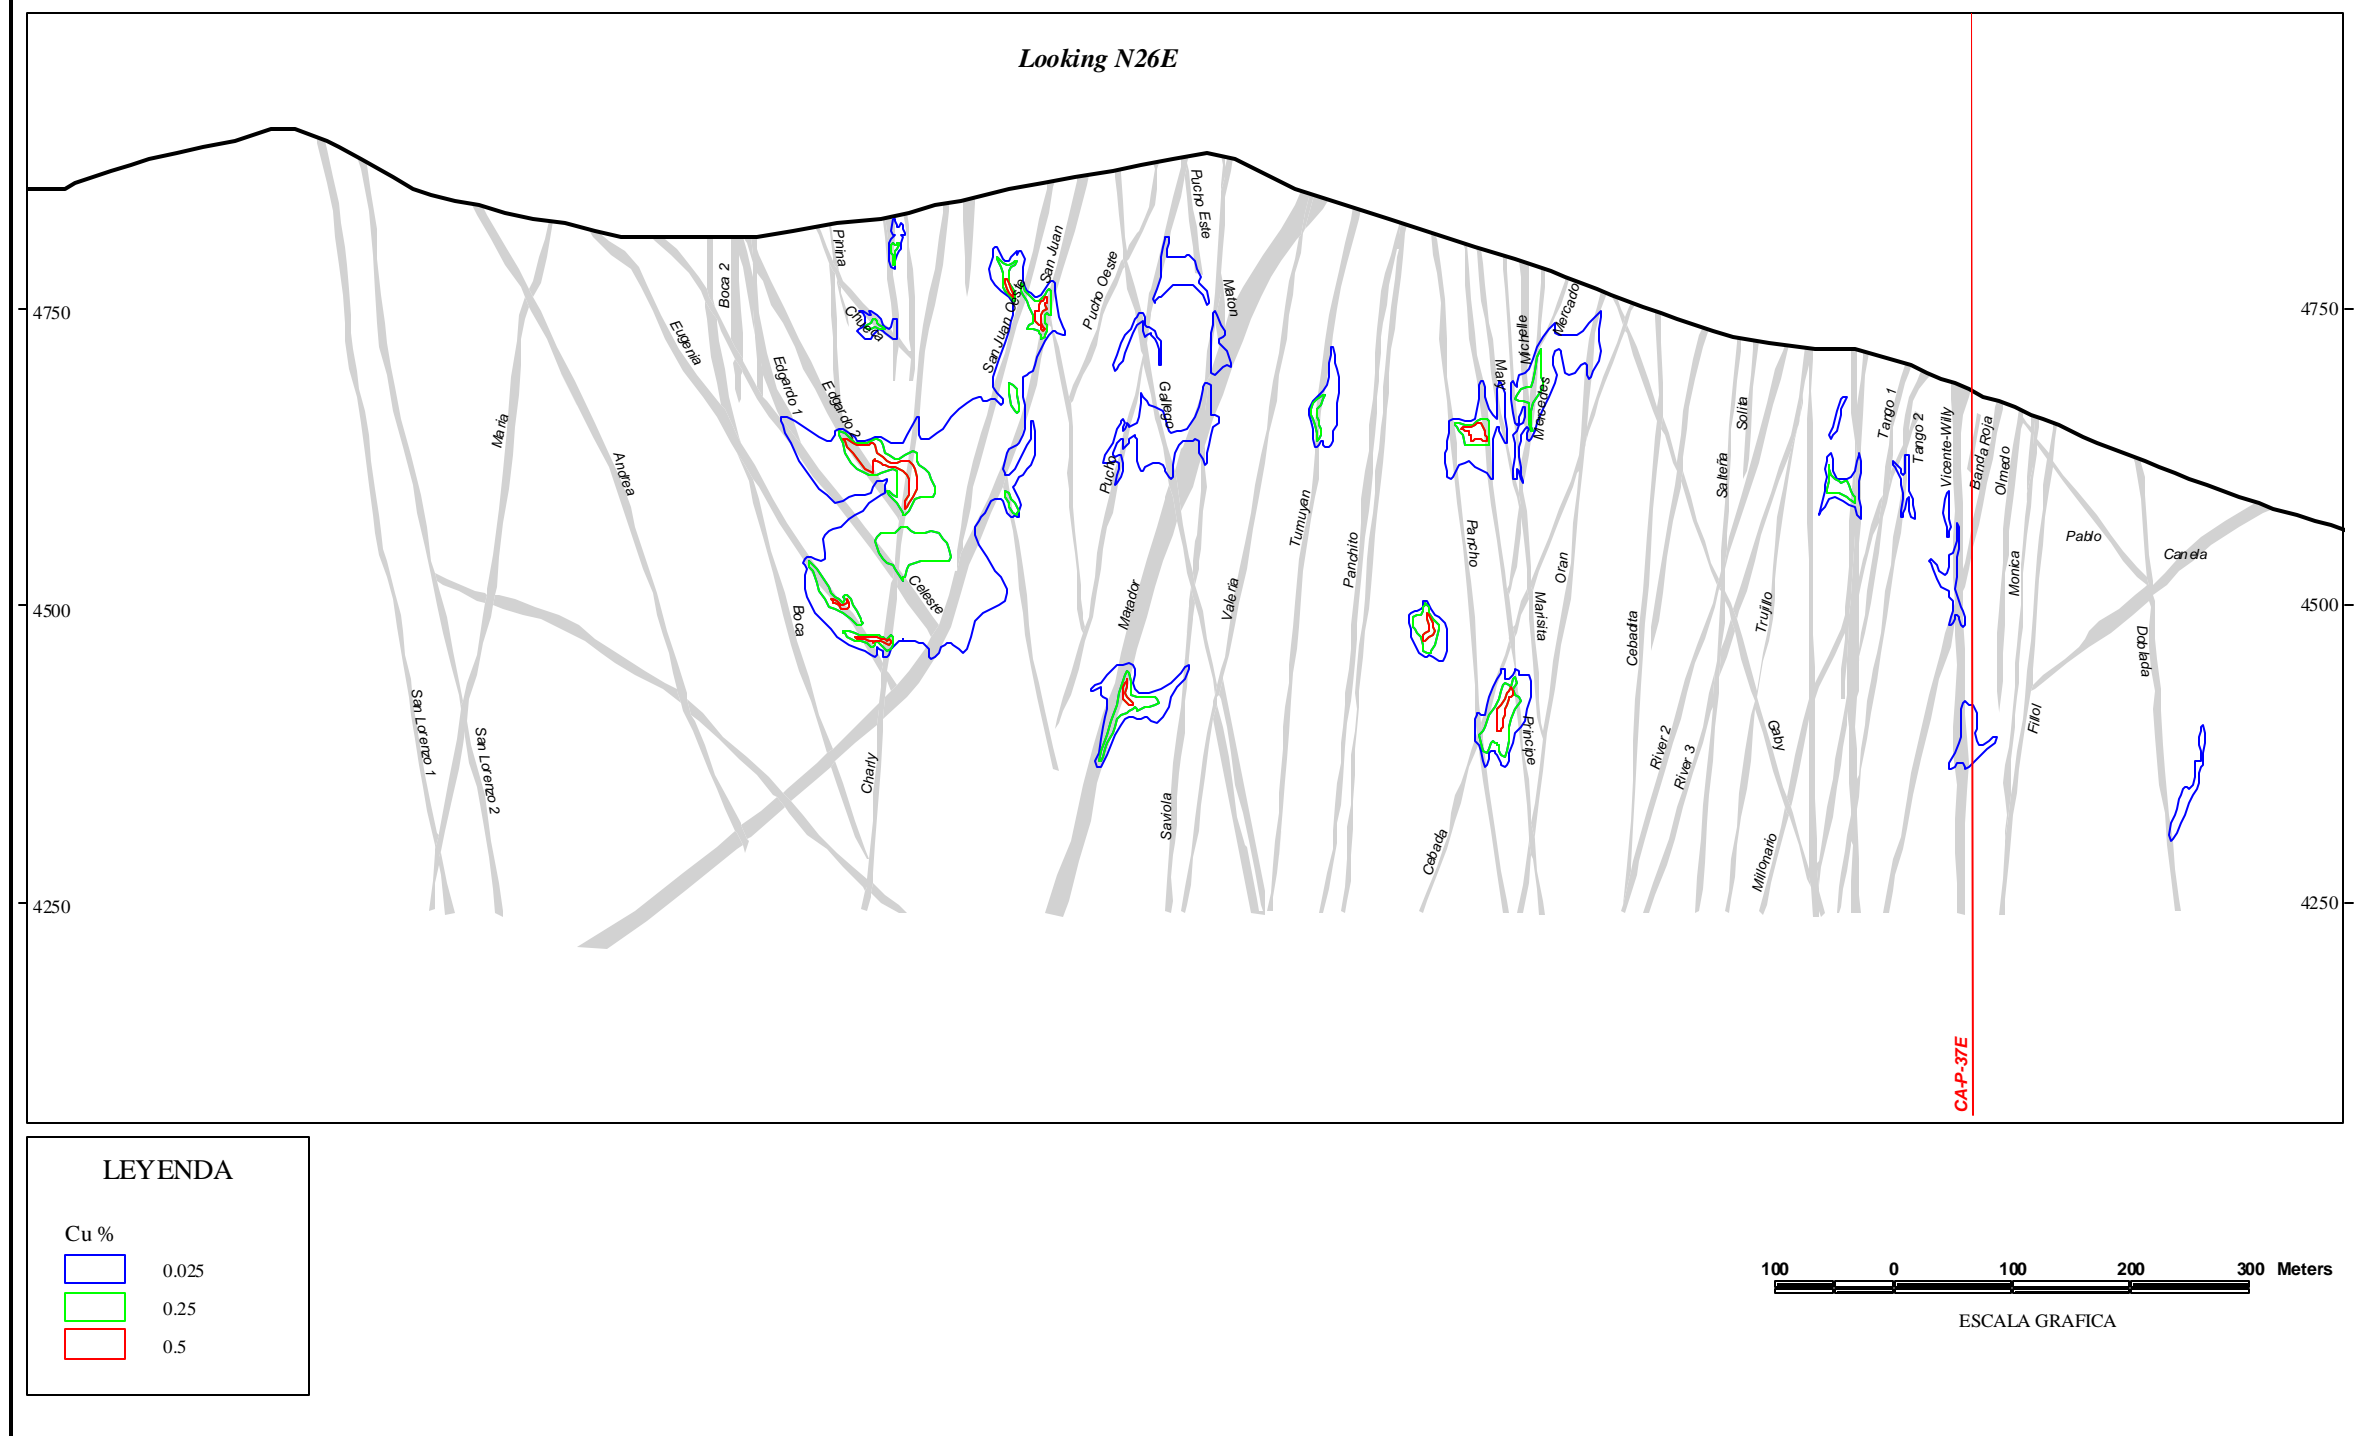 Looking N26E
Pucho Este
Pinina
San Juan
Pucho Oeste
Boca 2
Maton
4750
4750
Chueca
San Juan Oeste
Mercado
Michelle
Eugenia
Edgardo 1
Edgardo 2
Gallego
Mary
Mercedes
Maria
Solita
Tango 1
Tango 2
Vicente-Willy
Banda Roja
Olmedo
Andrea
Pucho
Salteña
Tumuyan
Panchito
Pancho
Oran
Pablo
Canela
Monica
4500
4500
Celeste
Boca
Matador
Valeria
Marisita
Cebadita
Trujillo
Doblada
San Lorenzo 1
San Lorenzo 2
Charly
Principe
River 2
River 3
Gaby
Fillol
Saviola
Cebada
Millonario
4250
4250
CA-P-37E
LEYENDA
Cu %
0.025
0.25
0.5
100 0 100 200 300 Meters
ESCALA GRAFICA